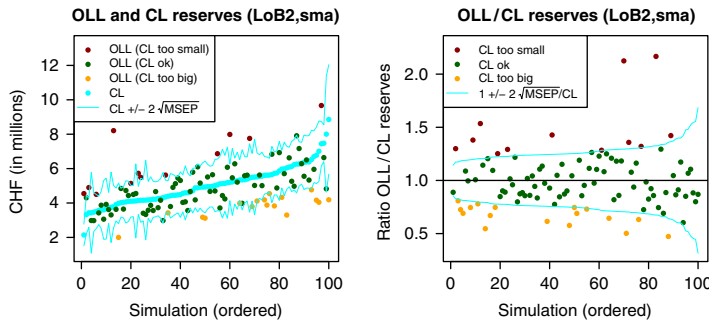 OLL and CL reserves (LoB2,sma)
CHF (in millions)
12
10
8
6
4
2
OLL (CL too small)
OLL (CL ok)
OLL (CL too big)
CL
CL +/− 2 √MSEP
0 20 40 60 80 100
Simulation (ordered)
OLL/CL reserves (LoB2,sma)
Ratio OLL / CL reserves
2.0
1.5
1.0
0.5
CL too small
CL ok
CL too big
1 +/− 2 √MSEP/CL
0 20 40 60 80 100
Simulation (ordered)